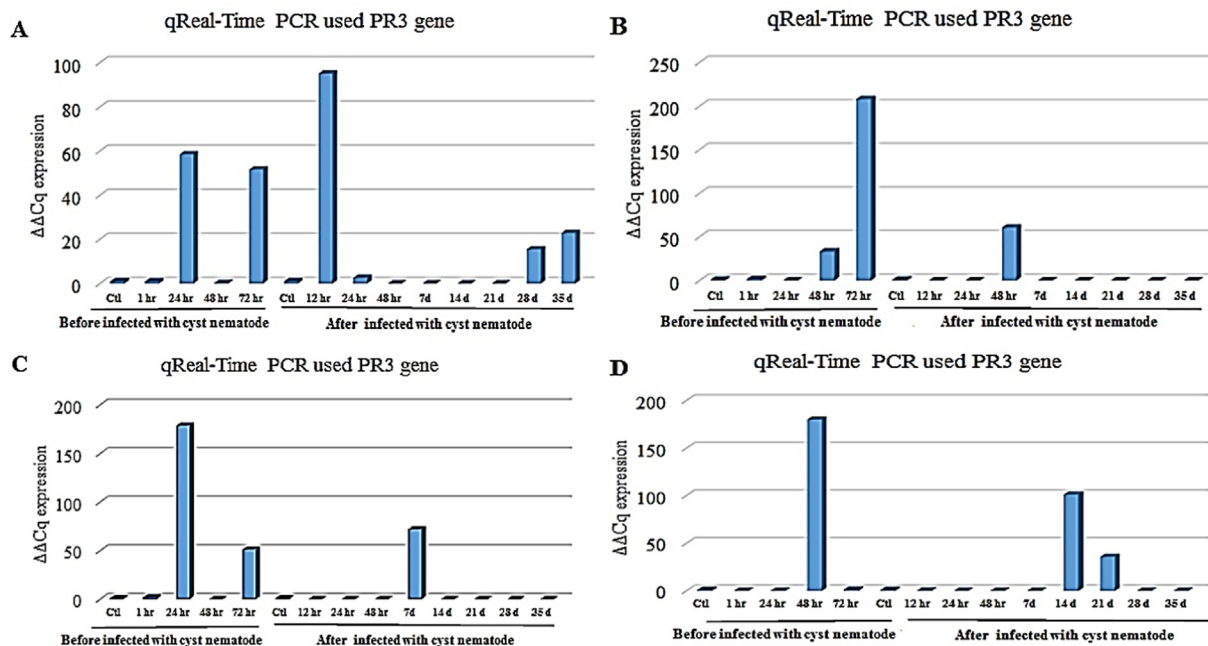 A
qReal-Time PCR used PR3 gene
ΔΔCq expression
100
80
60
40
20
0
Ctl 1 hr 24 hr 48 hr 72 hr Ctl 12 hr 24 hr 48 hr 7d 14 d 21 d 28 d 35 d
Before infected with cyst nematode After infected with cyst nematode
B
qReal-Time PCR used PR3 gene
ΔΔCq expression
250
200
150
100
50
0
Ctl 1 hr 24 hr 48 hr 72 hr Ctl 12 hr 24 hr 48 hr 7d 14 d 21 d 28 d 35 d
Before infected with cyst nematode After infected with cyst nematode
C
qReal-Time PCR used PR3 gene
ΔΔCq expression
200
150
100
50
0
Ctl 1 hr 24 hr 48 hr 72 hr Ctl 12 hr 24 hr 48 hr 7d 14 d 21 d 28 d 35 d
Before infected with cyst nematode After infected with cyst nematode
D
qReal-Time PCR used PR3 gene
ΔΔCq expression
200
150
100
50
0
Ctl 1 hr 24 hr 48 hr 72 hr Ctl 12 hr 24 hr 48 hr 7d 14 d 21 d 28 d 35 d
Before infected with cyst nematode After infected with cyst nematode